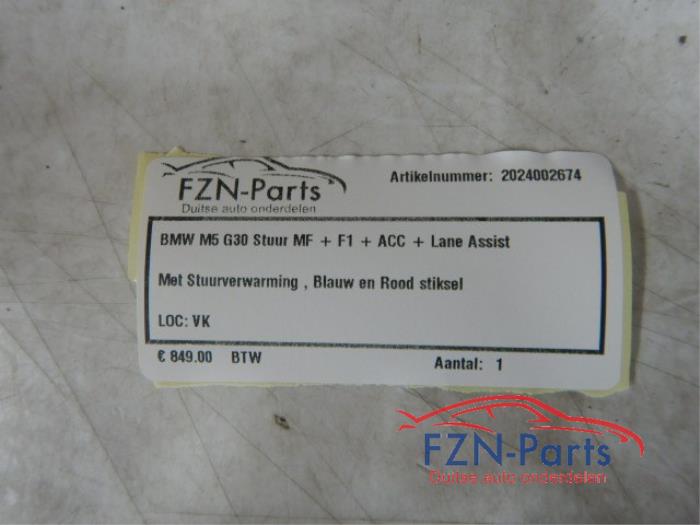 FZN-Parts
Duitse auto onderdelen
Artikelnummer: 2024002674
BMW M5 G30 Stuur MF + F1 + ACC + Lane Assist
Met Stuurverwarming , Blauw en Rood stiksel
LOC: VK
€ 849.00 BTW
Aantal: 1
FZN-Parts
Duitse auto onderdelen